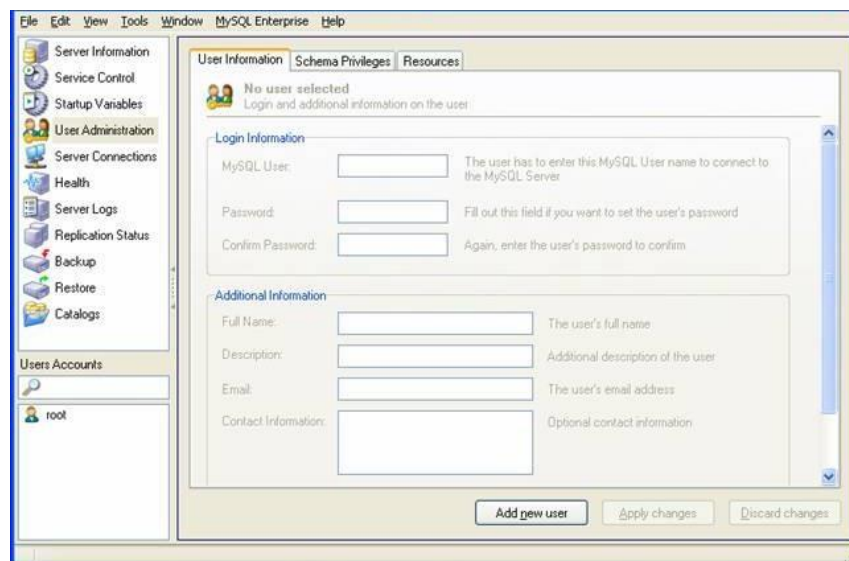 File Edit View Tools Window MySQL Enterprise Help
Server Information
Service Control
Startup Variables
User Administration
Server Connections
Health
Server Logs
Replication Status
Backup
Restore
Catalogs
Users Accounts
root
User Information Schema Privileges Resources
No user selected
Login and additional information on the user
Login Information
MySQL User: The user has to enter this MySQL User name to connect to
the MySQL Server
Password: Fill out this field if you want to set the user's password
Confirm Password: Again, enter the user's password to confirm
Additional Information
Full Name: The user's full name
Description: Additional description of the user
Email: The user's email address
Contact Information: Optional contact information
Add new user Apply changes Discard changes